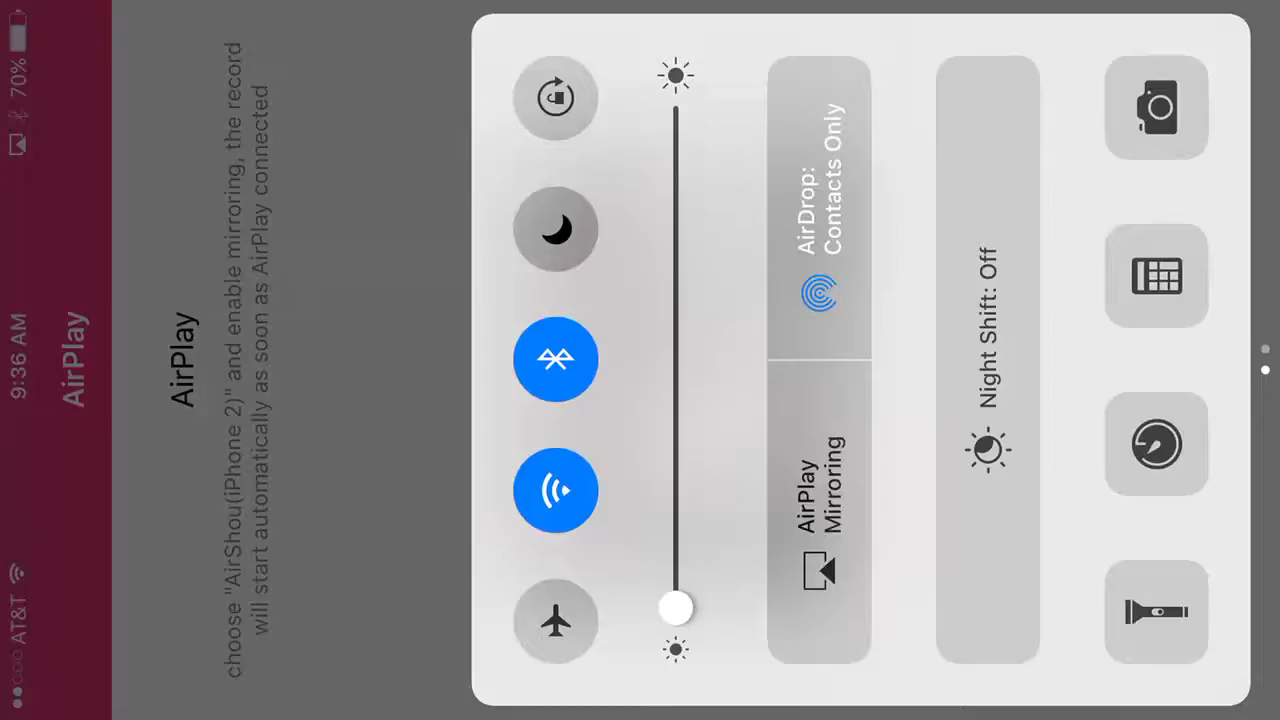 ●●○○○ AT&T 9:36 AM 70%
AirPlay
AirPlay
choose "AirShou(iPhone 2)" and enable mirroring, the record
will start automatically as soon as AirPlay connected
AirPlay
Mirroring
AirDrop:
Contacts Only
Night Shift: Off